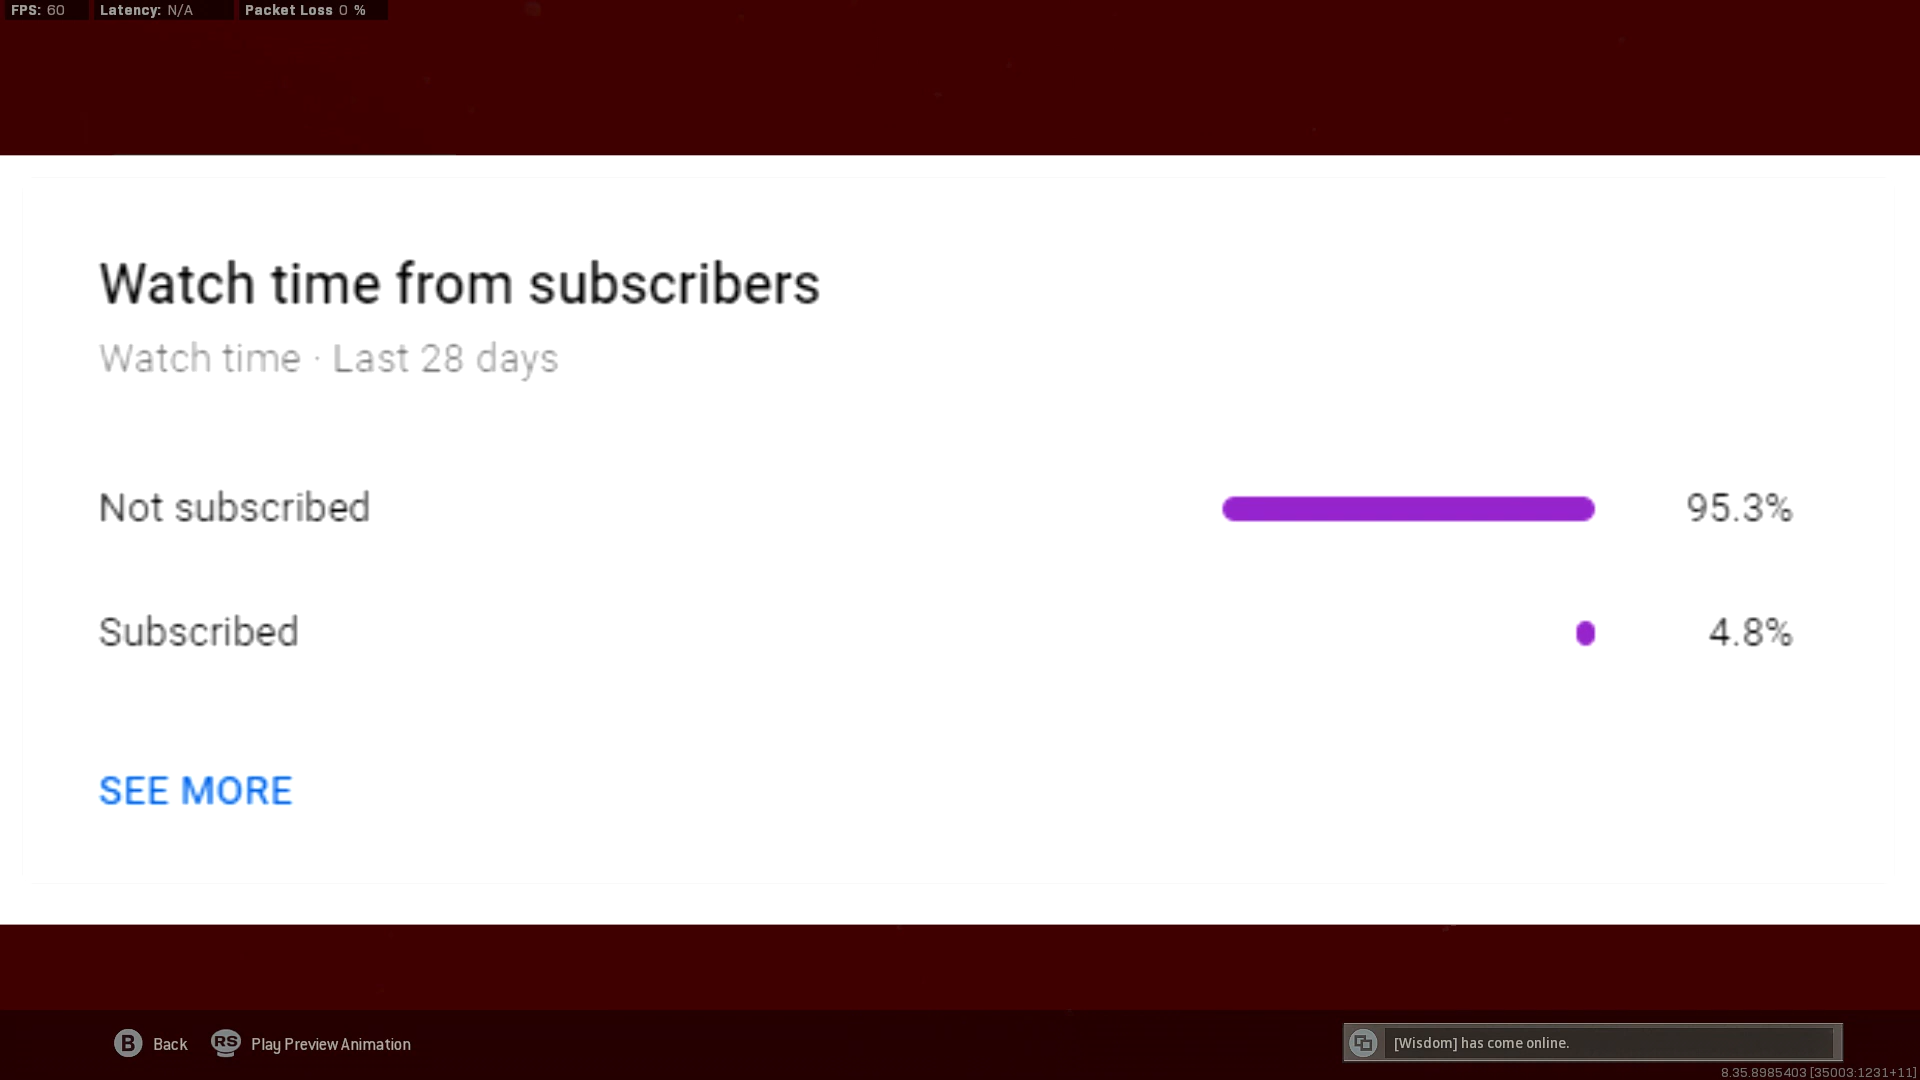 FPS: 60 Latency: N/A Packet Loss 0 %
Watch time from subscribers
Watch time · Last 28 days
Not subscribed 95.3%
Subscribed 4.8%
SEE MORE
B Back RS Play Preview Animation
[Wisdom] has come online.
8.35.8985403 [35003:1231+11]